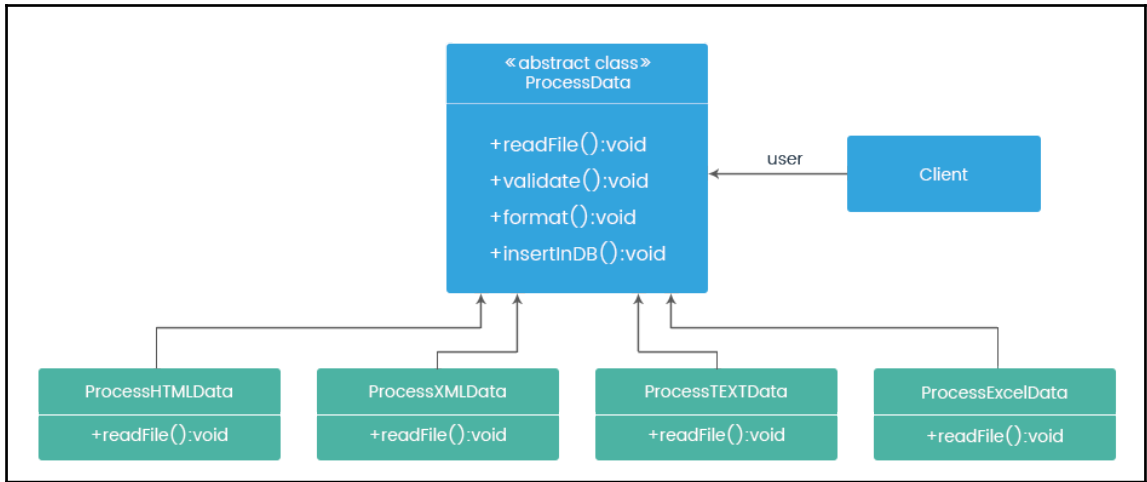 ≪abstract class≫
ProcessData
+readFile():void
+validate():void
+format():void
+insertInDB():void
user
Client
ProcessHTMLData
+readFile():void
ProcessXMLData
+readFile():void
ProcessTEXTData
+readFile():void
ProcessExcelData
+readFile():void